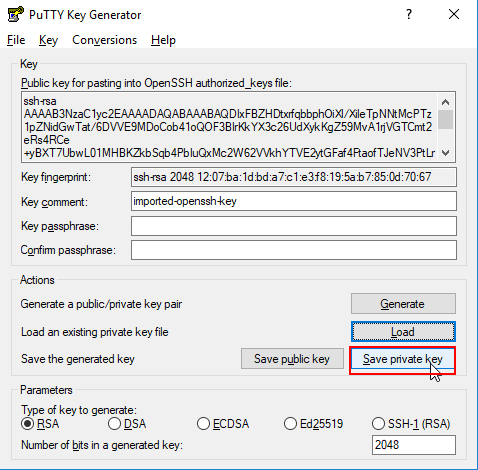 PuTTY Key Generator
File Key Conversions Help
Key
Public key for pasting into OpenSSH authorized_keys file:
ssh-rsa
AAAAB3NzaC1yc2EAAAADAQABAAABAQDIxFBZHDtxrfqbbphOiXl/XileTpNNtMcPTz
1pZNidGwTat/6DVVE9MDoCob41oQOF3BlrKkYX3c26UdXykKgZ59MvA1rjVGTCmt2
eRs4RCe
+yBXT7UbwL01MHBKZkbSqb4PbluQxMc2W62VVkhYTVE2ytGFaf4PtaofTJeNV3PtLr
Key fingerprint: ssh-rsa 2048 12:07:ba:1d:bd:a7:c1:e3:f8:19:5a:b7:85:0d:70:67
Key comment: imported-openssh-key
Key passphrase:
Confirm passphrase:
Actions
Generate a public/private key pair Generate
Load an existing private key file Load
Save the generated key Save public key Save private key
Parameters
Type of key to generate:
RSA DSA ECDSA Ed25519 SSH-1 (RSA)
Number of bits in a generated key: 2048